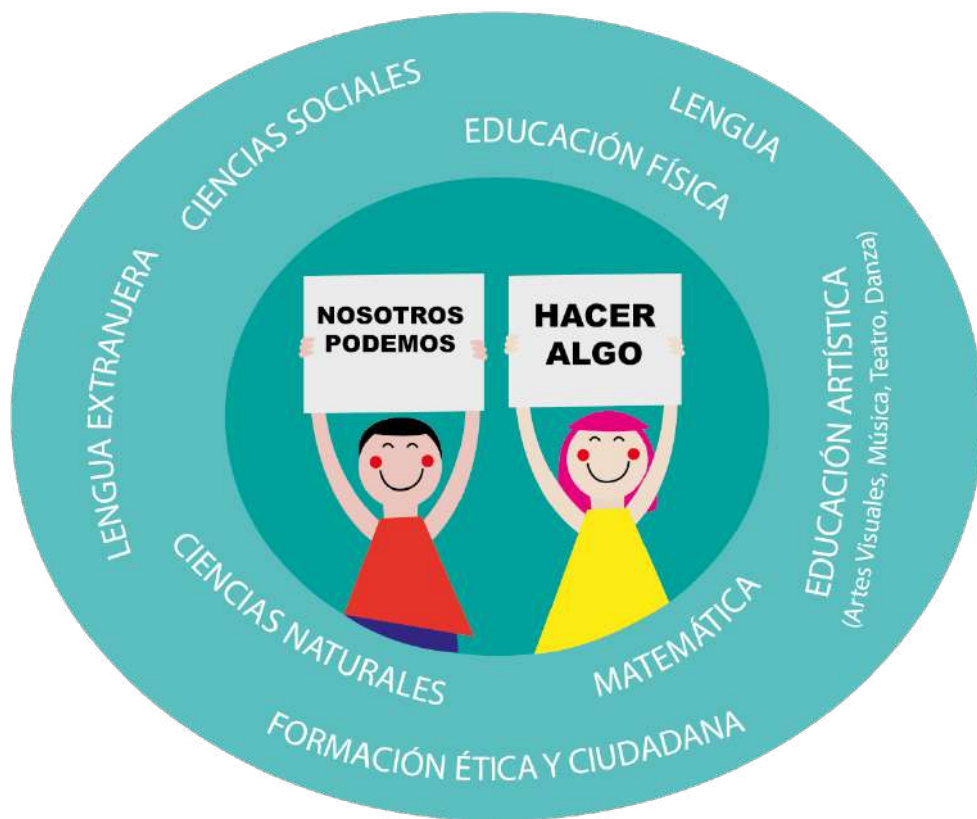 CIENCIAS SOCIALES
LENGUA
EDUCACIÓN FÍSICA
LENGUA EXTRANJERA
EDUCACIÓN ARTÍSTICA
(Artes Visuales, Música, Teatro, Danza)
NOSOTROS
PODEMOS
HACER
ALGO
CIENCIAS NATURALES
MATEMÁTICA
FORMACIÓN ÉTICA Y CIUDADANA